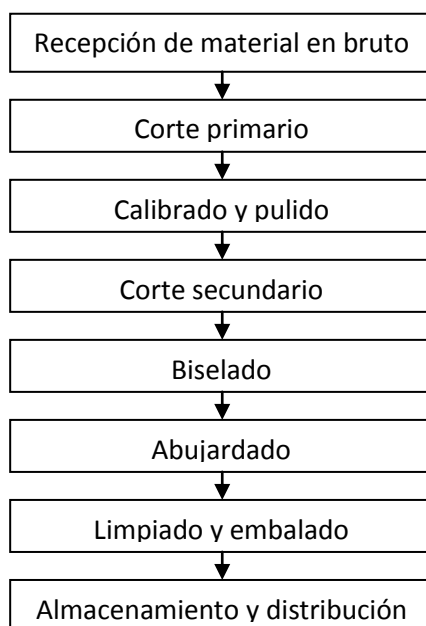 Recepción de material en bruto
Corte primario
Calibrado y pulido
Corte secundario
Biselado
Abujardado
Limpiado y embalado
Almacenamiento y distribución